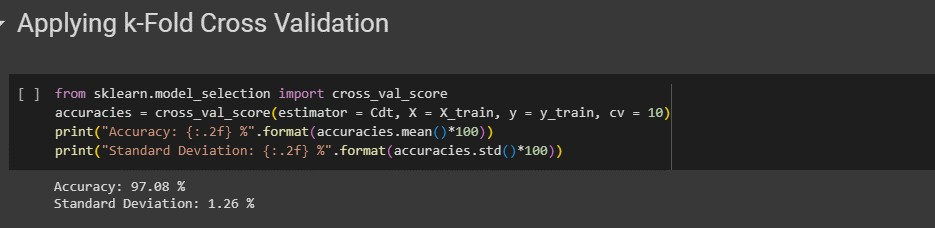 Applying k-Fold Cross Validation
[ ] from sklearn.model_selection import cross_val_score
accuracies = cross_val_score(estimator = Cdt, X = X_train, y = y_train, cv = 10)
print("Accuracy: {:.2f} %".format(accuracies.mean()*100))
print("Standard Deviation: {:.2f} %".format(accuracies.std()*100))
Accuracy: 97.08 %
Standard Deviation: 1.26 %